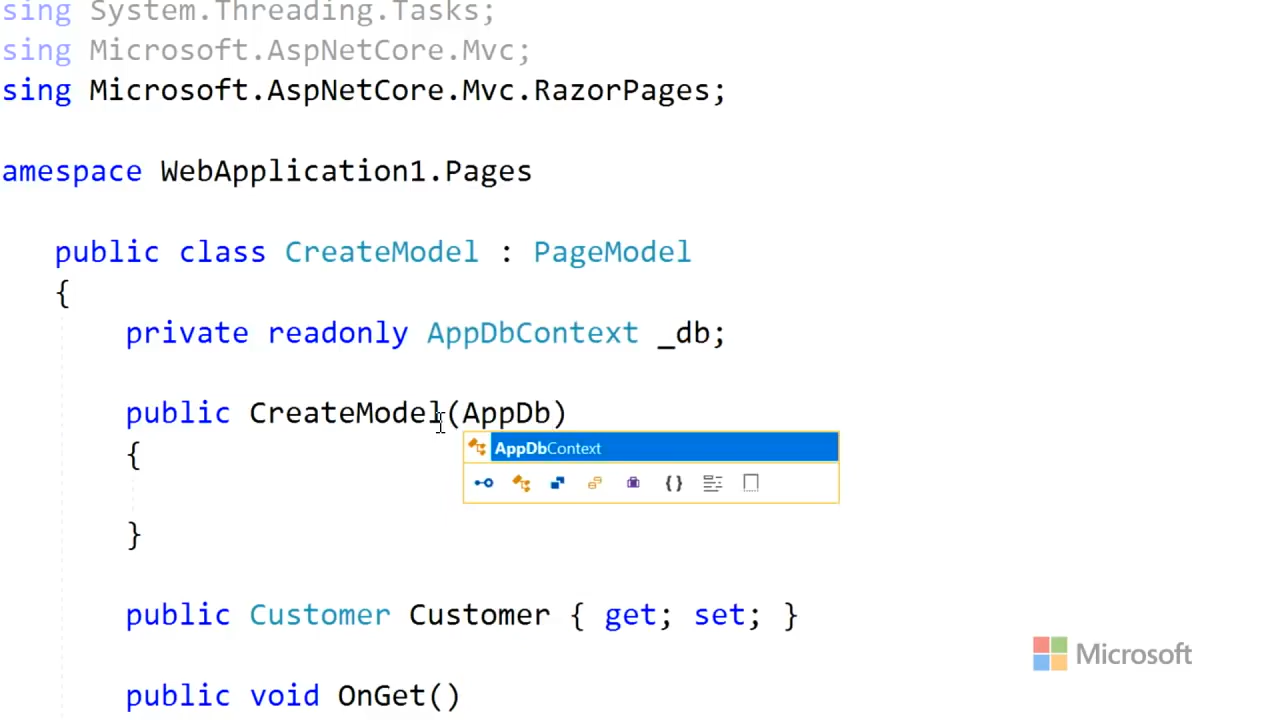 sing System.Threading.Tasks;
sing Microsoft.AspNetCore.Mvc;
sing Microsoft.AspNetCore.Mvc.RazorPages;
amespace WebApplication1.Pages
public class CreateModel : PageModel
{
private readonly AppDbContext _db;
public CreateModel(AppDb)
{
AppDbContext
{ }
}
public Customer Customer { get; set; }
Microsoft
public void OnGet()